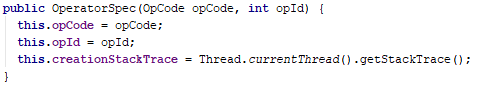 public OperatorSpec(OpCode opCode, int opId) {
  this.opCode = opCode;
  this.opId = opId;
  this.creationStackTrace = Thread.currentThread().getStackTrace();
}